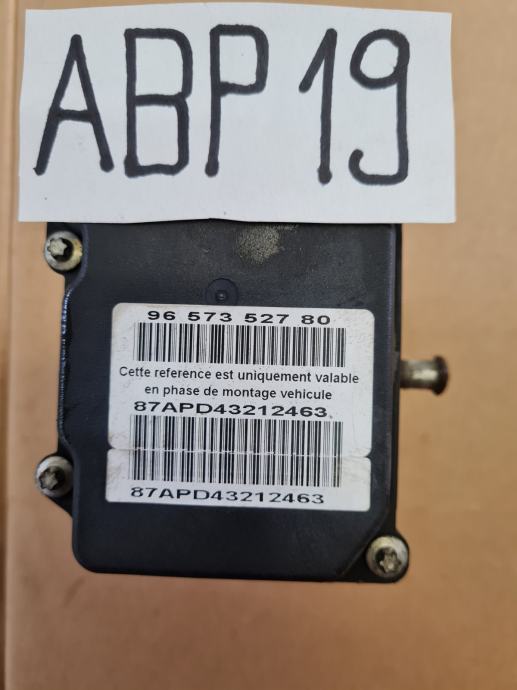 ABP19
96 573 527 80
Cette reference est uniquement valable
en phase de montage vehicule
87APD43212463
87APD43212463